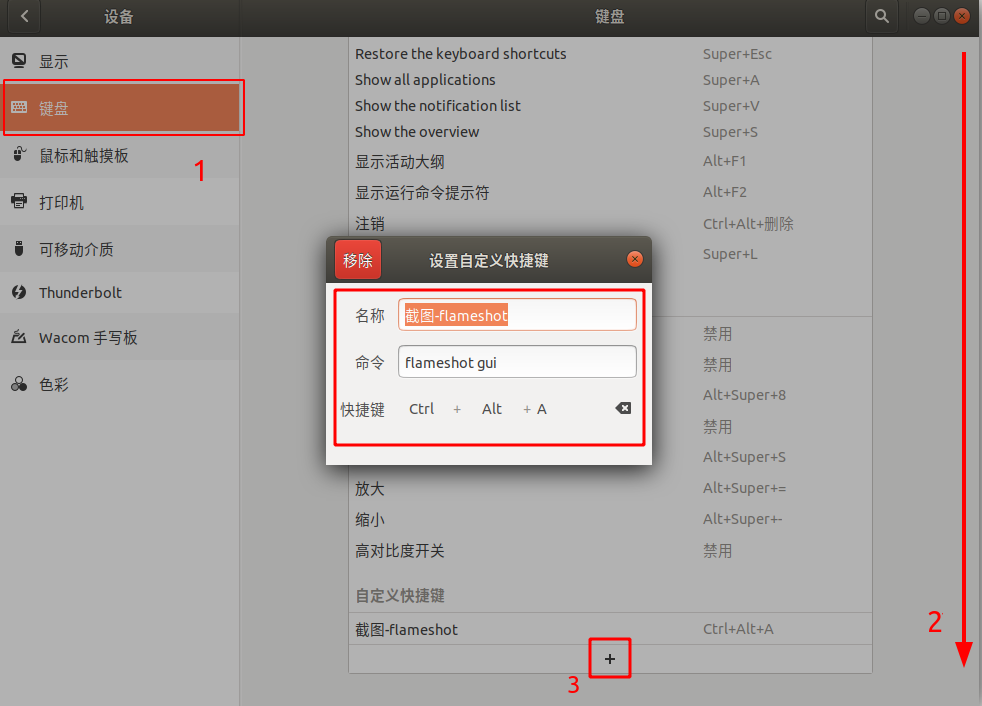 设备
键盘
显示
键盘
鼠标和触摸板
打印机
可移动介质
Thunderbolt
Wacom 手写板
色彩
1
Restore the keyboard shortcuts Super+Esc
Show all applications Super+A
Show the notification list Super+V
Show the overview Super+S
显示活动大纲 Alt+F1
显示运行命令提示符 Alt+F2
注销 Ctrl+Alt+删除
Super+L
禁用
禁用
Alt+Super+8
禁用
Alt+Super+S
放大 Alt+Super+=
缩小 Alt+Super+-
高对比度开关 禁用
自定义快捷键
截图-flameshot Ctrl+Alt+A
+
3
2
移除 设置自定义快捷键
名称 截图-flameshot
命令 flameshot gui
快捷键 Ctrl + Alt + A